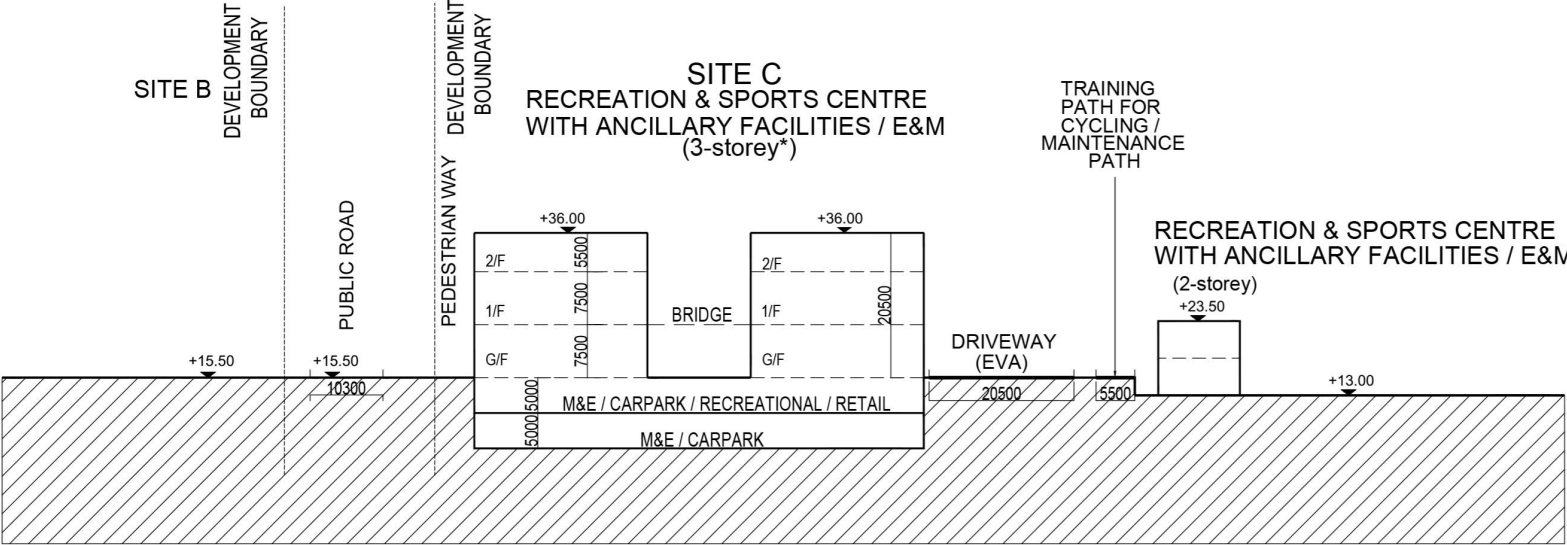 SITE B
DEVELOPMENT
BOUNDARY
DEVELOPMENT
BOUNDARY
PUBLIC ROAD
PEDESTRIAN WAY
SITE C
RECREATION & SPORTS CENTRE
WITH ANCILLARY FACILITIES / E&M
(3-storey*)
TRAINING
PATH FOR
CYCLING /
MAINTENANCE
PATH
RECREATION & SPORTS CENTRE
WITH ANCILLARY FACILITIES / E&M
(2-storey)
+23.50
+36.00
+36.00
2/F
5500
2/F
1/F
7500
BRIDGE
1/F
20500
G/F
7500
G/F
DRIVEWAY
(EVA)
+15.50
+15.50
10300
20500
5500
+13.00
5000
M&E / CARPARK / RECREATIONAL / RETAIL
5000
M&E / CARPARK